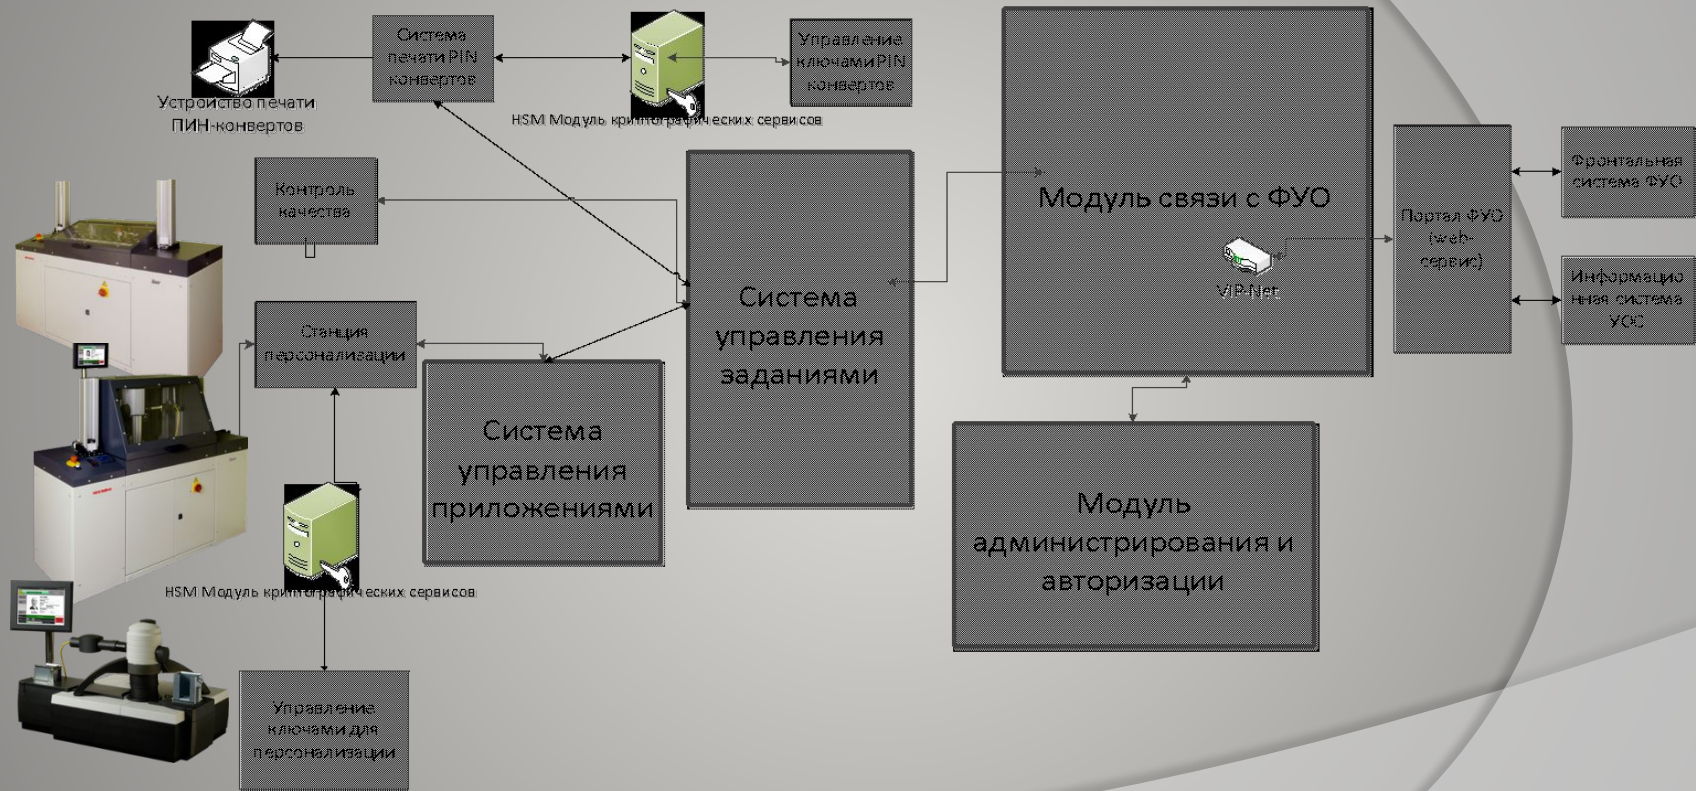 Система
печати PIN
конвертов
Управление
ключами PIN
конвертов
Устройство печати
ПИН-конвертов
HSM Модуль криптографических сервисов
Контроль
качества
Модуль связи с ФУО
VIP-Net
Портал ФУО
(web-
сервис)
Фронтальная
система ФУО
Информацио
нная система
УОС
Система
управления
заданиями
Станция
персонализации
Система
управления
приложениями
Модуль
администрирования и
авторизации
HSM Модуль криптографических сервисов
Управление
ключами для
персонализации